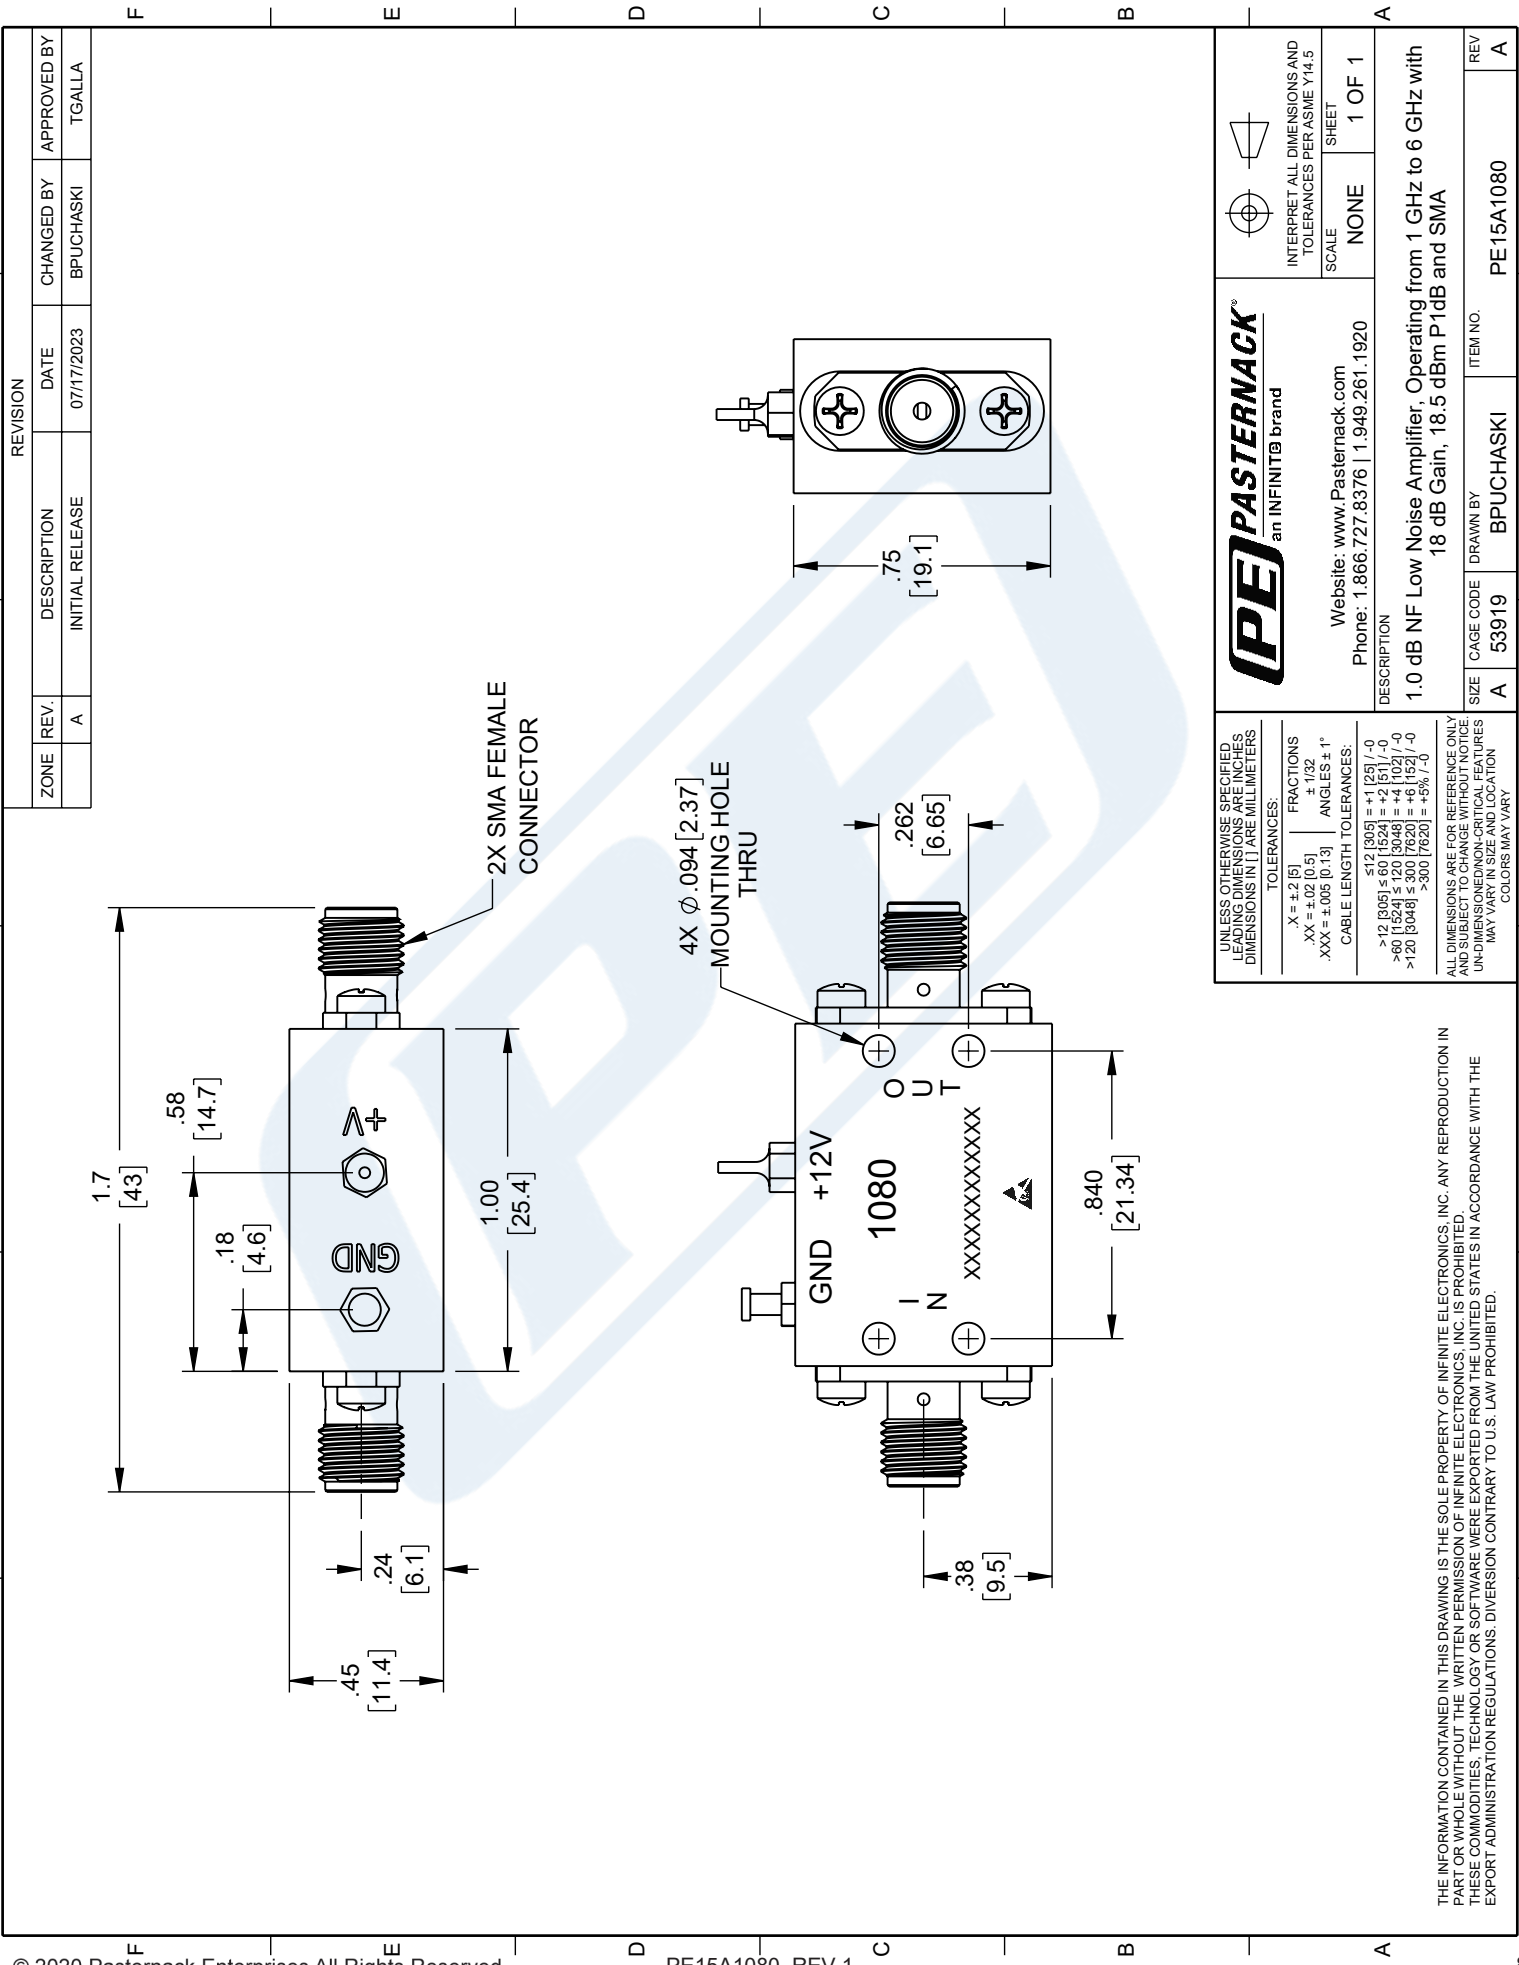 REVISION
ZONE REV. DESCRIPTION DATE CHANGED BY APPROVED BY
A INITIAL RELEASE 07/17/2023 BPUCHASKI TGALLA
F
E
D
C
B
A
1.7
[43]
.58
[14.7]
.18
[4.6]
GND
+V
1.00
[25.4]
.24
[6.1]
.45
[11.4]
2X SMA FEMALE
CONNECTOR
4X Ø .094 [2.37]
MOUNTING HOLE
THRU
.262
[6.65]
GND +12V
IN
OUT
1080
XXXXXXXXXXX
.840
[21.34]
.38
[9.5]
.75
[19.1]
UNLESS OTHERWISE SPECIFIED
LEADING DIMENSIONS ARE INCHES
DIMENSIONS IN [ ] ARE MILLIMETERS
TOLERANCES:
.X = ±.2 [5] FRACTIONS
.XX = ±.02 [0.5] ± 1/32
.XXX = ±.005 [0.13] ANGLES ± 1°
CABLE LENGTH TOLERANCES:
≤12 [305] = +1 [25] / -0
>12 [305] ≤ 60 [1524] = +2 [51] / -0
>60 [1524] ≤ 120 [3048] = +4 [102] / -0
>120 [3048] ≤ 300 [7620] = +6 [152] / -0
>300 [7620] = +5% / -0
ALL DIMENSIONS ARE FOR REFERENCE ONLY
AND SUBJECT TO CHANGE WITHOUT NOTICE.
UN-DIMENSIONED/NON-CRITICAL FEATURES
MAY VARY IN SIZE AND LOCATION
COLORS MAY VARY
PE PASTERNACK®
an INFINITE brand
Website: www.Pasternack.com
Phone: 1.866.727.8376 | 1.949.261.1920
INTERPRET ALL DIMENSIONS AND
TOLERANCES PER ASME Y14.5
SCALE
NONE
SHEET
1 OF 1
DESCRIPTION
1.0 dB NF Low Noise Amplifier, Operating from 1 GHz to 6 GHz with
18 dB Gain, 18.5 dBm P1dB and SMA
SIZE
A
CAGE CODE
53919
DRAWN BY
BPUCHASKI
ITEM NO.
PE15A1080
REV
A
THE INFORMATION CONTAINED IN THIS DRAWING IS THE SOLE PROPERTY OF INFINITE ELECTRONICS, INC. ANY REPRODUCTION IN
PART OR WHOLE WITHOUT THE WRITTEN PERMISSION OF INFINITE ELECTRONICS, INC. IS PROHIBITED.
THESE COMMODITIES, TECHNOLOGY OR SOFTWARE WERE EXPORTED FROM THE UNITED STATES IN ACCORDANCE WITH THE
EXPORT ADMINISTRATION REGULATIONS. DIVERSION CONTRARY TO U.S. LAW PROHIBITED.
F
E
D
C
B
A
© 2020 Pasternack Enterprises All Rights Reserved
PE15A1080 REV 1